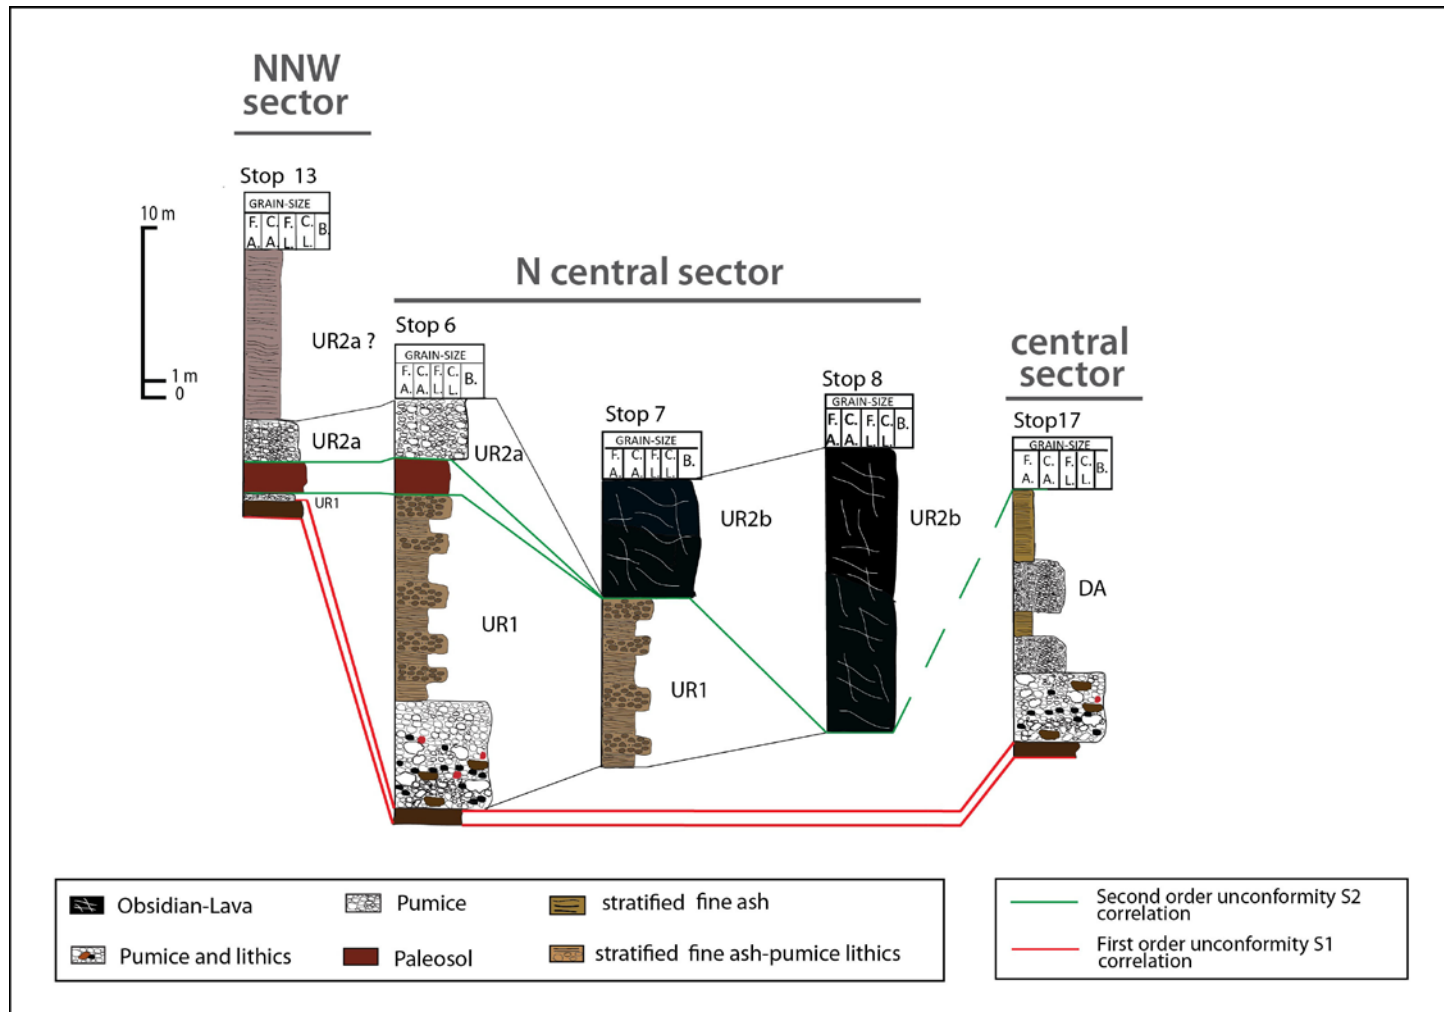 NNW
sector
Stop 13
GRAIN-SIZE
F. C. F. C. B.
A. A. L. L.
10 m
1 m
0
UR2a ?
UR2a
UR1
N central sector
Stop 6
GRAIN-SIZE
F. C. F. C. B.
A. A. L. L.
UR2a
UR1
Stop 7
GRAIN-SIZE
F. C. F. C. B.
A. A. L. L.
UR2b
UR1
Stop 8
GRAIN-SIZE
F. C. F. C. B.
A. A. L. L.
UR2b
central
sector
Stop17
GRAIN-SIZE
F. C. F. C. B.
A. A. L. L.
DA
Obsidian-Lava
Pumice
stratified fine ash
Pumice and lithics
Paleosol
stratified fine ash-pumice lithics
Second order unconformity S2
correlation
First order unconformity S1
correlation